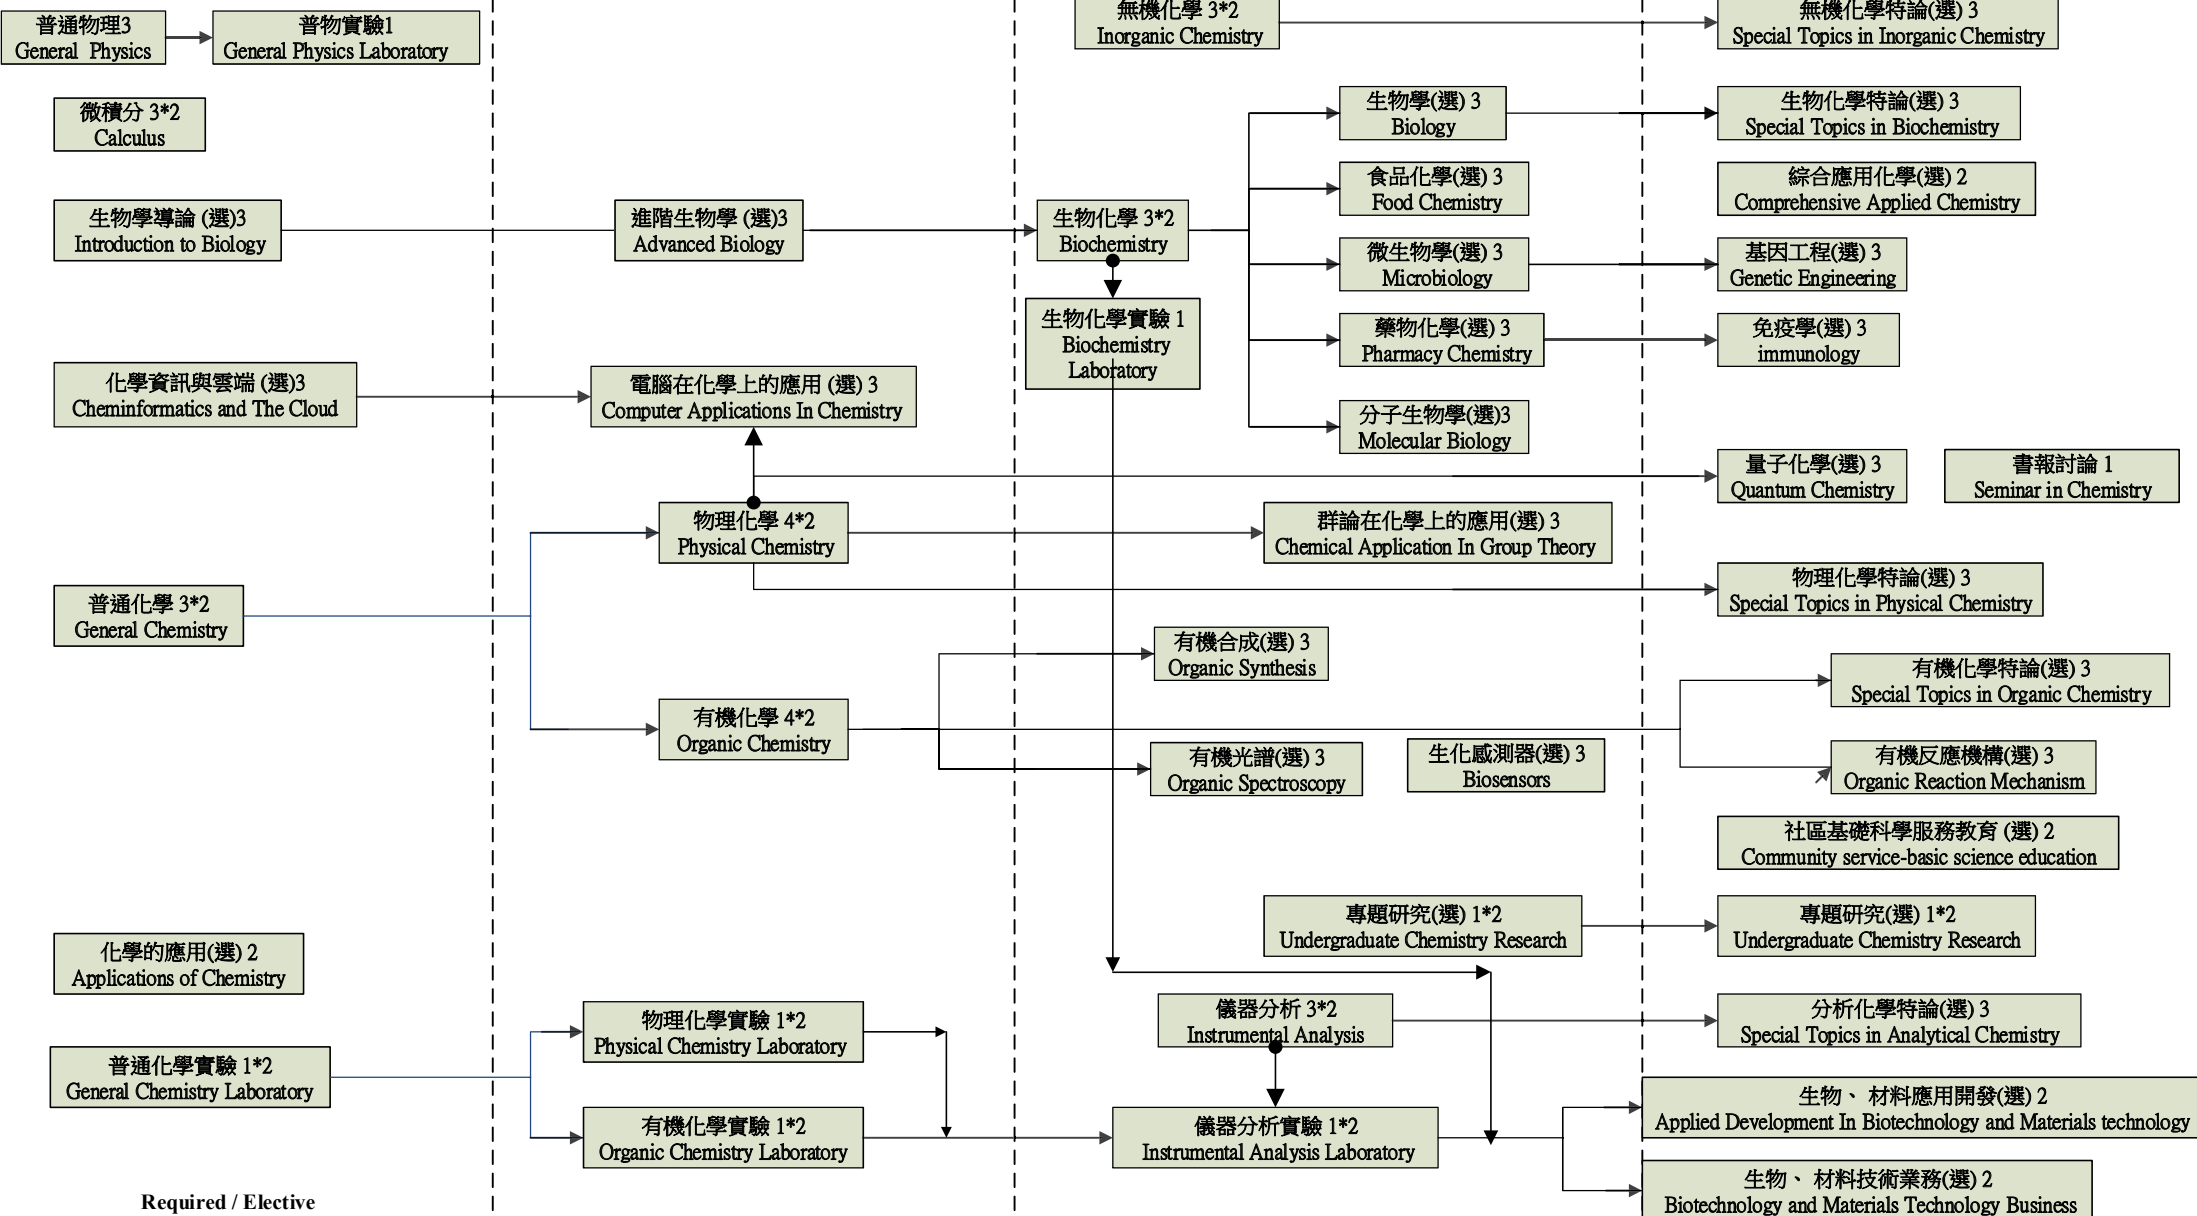 普通物理3
General Physics
普物實驗1
General Physics Laboratory
微積分 3*2
Calculus
生物學導論 (選)3
Introduction to Biology
化學資訊與雲端 (選)3
Cheminformatics and The Cloud
普通化學 3*2
General Chemistry
化學的應用(選) 2
Applications of Chemistry
普通化學實驗 1*2
General Chemistry Laboratory
Required / Elective
進階生物學 (選)3
Advanced Biology
電腦在化學上的應用 (選) 3
Computer Applications In Chemistry
物理化學 4*2
Physical Chemistry
有機化學 4*2
Organic Chemistry
物理化學實驗 1*2
Physical Chemistry Laboratory
有機化學實驗 1*2
Organic Chemistry Laboratory
無機化學 3*2
Inorganic Chemistry
生物化學 3*2
Biochemistry
生物化學實驗 1
Biochemistry
Laboratory
生物學(選) 3
Biology
食品化學(選) 3
Food Chemistry
微生物學(選) 3
Microbiology
藥物化學(選) 3
Pharmacy Chemistry
分子生物學(選)3
Molecular Biology
群論在化學上的應用(選) 3
Chemical Application In Group Theory
有機合成(選) 3
Organic Synthesis
有機光譜(選) 3
Organic Spectroscopy
生化感測器(選) 3
Biosensors
專題研究(選) 1*2
Undergraduate Chemistry Research
儀器分析 3*2
Instrumental Analysis
儀器分析實驗 1*2
Instrumental Analysis Laboratory
無機化學特論(選) 3
Special Topics in Inorganic Chemistry
生物化學特論(選) 3
Special Topics in Biochemistry
綜合應用化學(選) 2
Comprehensive Applied Chemistry
基因工程(選) 3
Genetic Engineering
免疫學(選) 3
immunology
量子化學(選) 3
Quantum Chemistry
書報討論 1
Seminar in Chemistry
物理化學特論(選) 3
Special Topics in Physical Chemistry
有機化學特論(選) 3
Special Topics in Organic Chemistry
有機反應機構(選) 3
Organic Reaction Mechanism
社區基礎科學服務教育 (選) 2
Community service-basic science education
專題研究(選) 1*2
Undergraduate Chemistry Research
分析化學特論(選) 3
Special Topics in Analytical Chemistry
生物、 材料應用開發(選) 2
Applied Development In Biotechnology and Materials technology
生物、 材料技術業務(選) 2
Biotechnology and Materials Technology Business